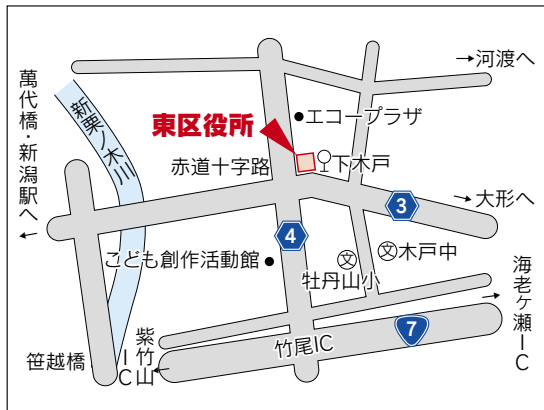 →河渡へ
萬代橋・新潟駅へ
←
新栗ノ木川
エコープラザ
東区役所
赤道十字路
下木戸
3
→
大形へ
4
こども創作活動館
文
文木戸中
牡丹山小
海老ヶ瀬IC
→
7
竹尾IC
紫竹山IC
←
笹越橋